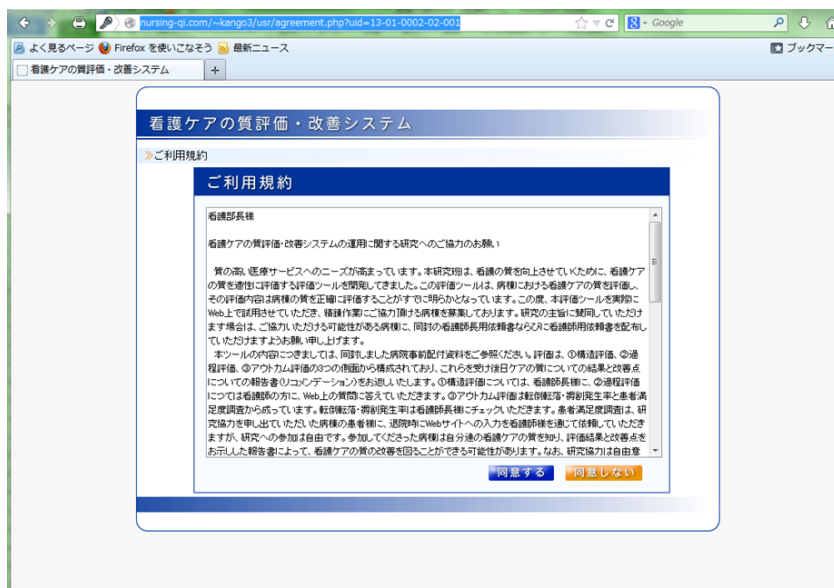 nursing-qi.com/~kango3/usr/agreement.php?uid=13-01-0002-02-001
Google
よく見るページ Firefox を使いこなそう 最新ニュース
ブックマー
看護ケアの質評価・改善システム
看護ケアの質評価・改善システム
ご利用規約
ご利用規約
看護部長様
看護ケアの質評価・改善システムの運用に関する研究へのご協力のお願い
質の高い医療サービスへのニーズが高まっています。本研究班は、看護の質を向上させていくために、看護ケア
の質を適性に評価する評価ツールを開発してきました。この評価ツールは、病棟における看護ケアの質を評価し、
その評価内容は病棟の質を正確に評価することがすでに明らかとなっています。この度、本評価ツールを実際に
Web上で試用させていただき、精錬作業にご協力頂ける病棟を募集しております。研究の主旨に賛同していただけ
ます場合は、ご協力いただける可能性がある病棟に、同封の看護師長用依頼書ならびに看護師用依頼書を配布し
ていただけますようお願い申し上げます。
本ツールの内容につきましては、同封しました病院事前配付資料をご参照ください。評価は、①構造評価、②過
程評価、③アウトカム評価の3つの側面から構成されており、これらを受け後日ケアの質についての結果と改善点
についての報告書(リコメンデーション)をお返しいたします。①構造評価については、看護師長様に、②過程評価
につては看護師の方に、Web上の質問に答えていただきます。③アウトカム評価は転倒転落・褥創発生率と患者満
足度調査から成っています。転倒転落・褥創発生率は看護師長様にチェックいただきます。患者満足度調査は、研
究協力を申し出ていただいた病棟の患者様に、退院時にWebサイトへの入力を看護師様を通じて依頼していただき
ますが、研究への参加は自由です。参加してくださった病棟は自分達の看護ケアの質を知り、評価結果と改善点を
お示しした報告書によって、看護ケアの質の改善を図ることができる可能性があります。なお、研究協力は自由意
同意する 同意しない